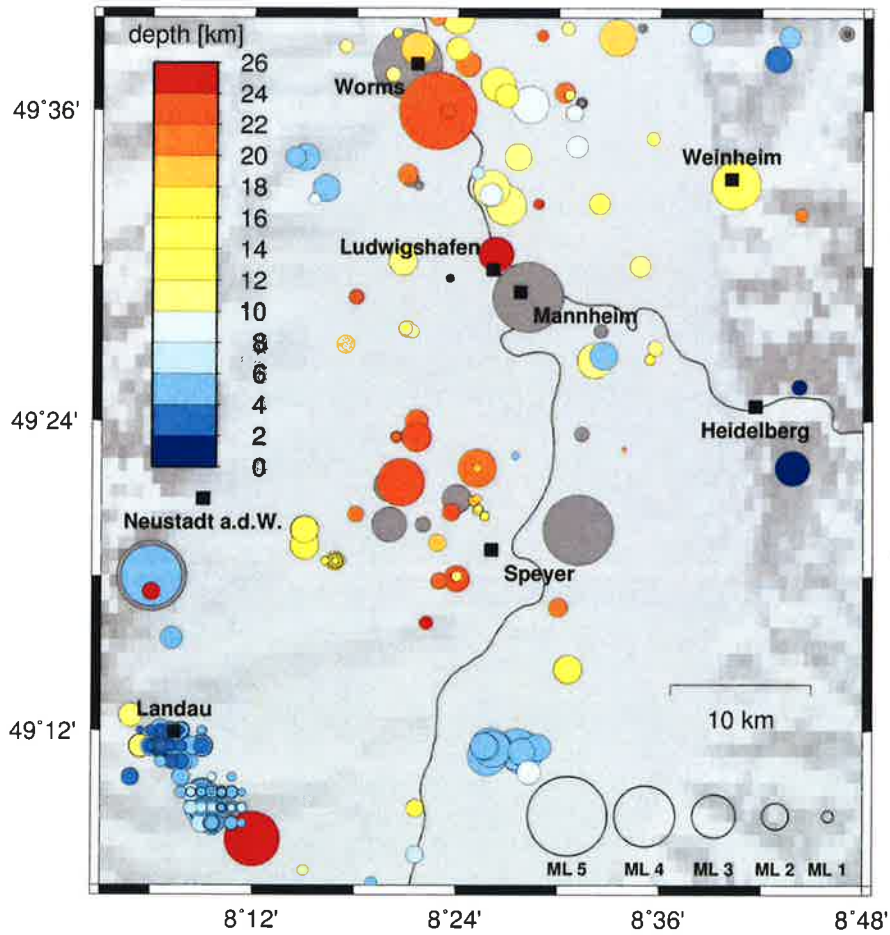 depth [km]
26
24
22
20
18
16
14
12
10
8
6
4
2
0
Worms
Weinheim
Ludwigshafen
Mannheim
Heidelberg
Neustadt a.d.W.
Speyer
Landau
10 km
ML 5 ML 4 ML 3 ML 2 ML 1
49°36'
49°24'
49°12'
8°12' 8°24' 8°36' 8°48'